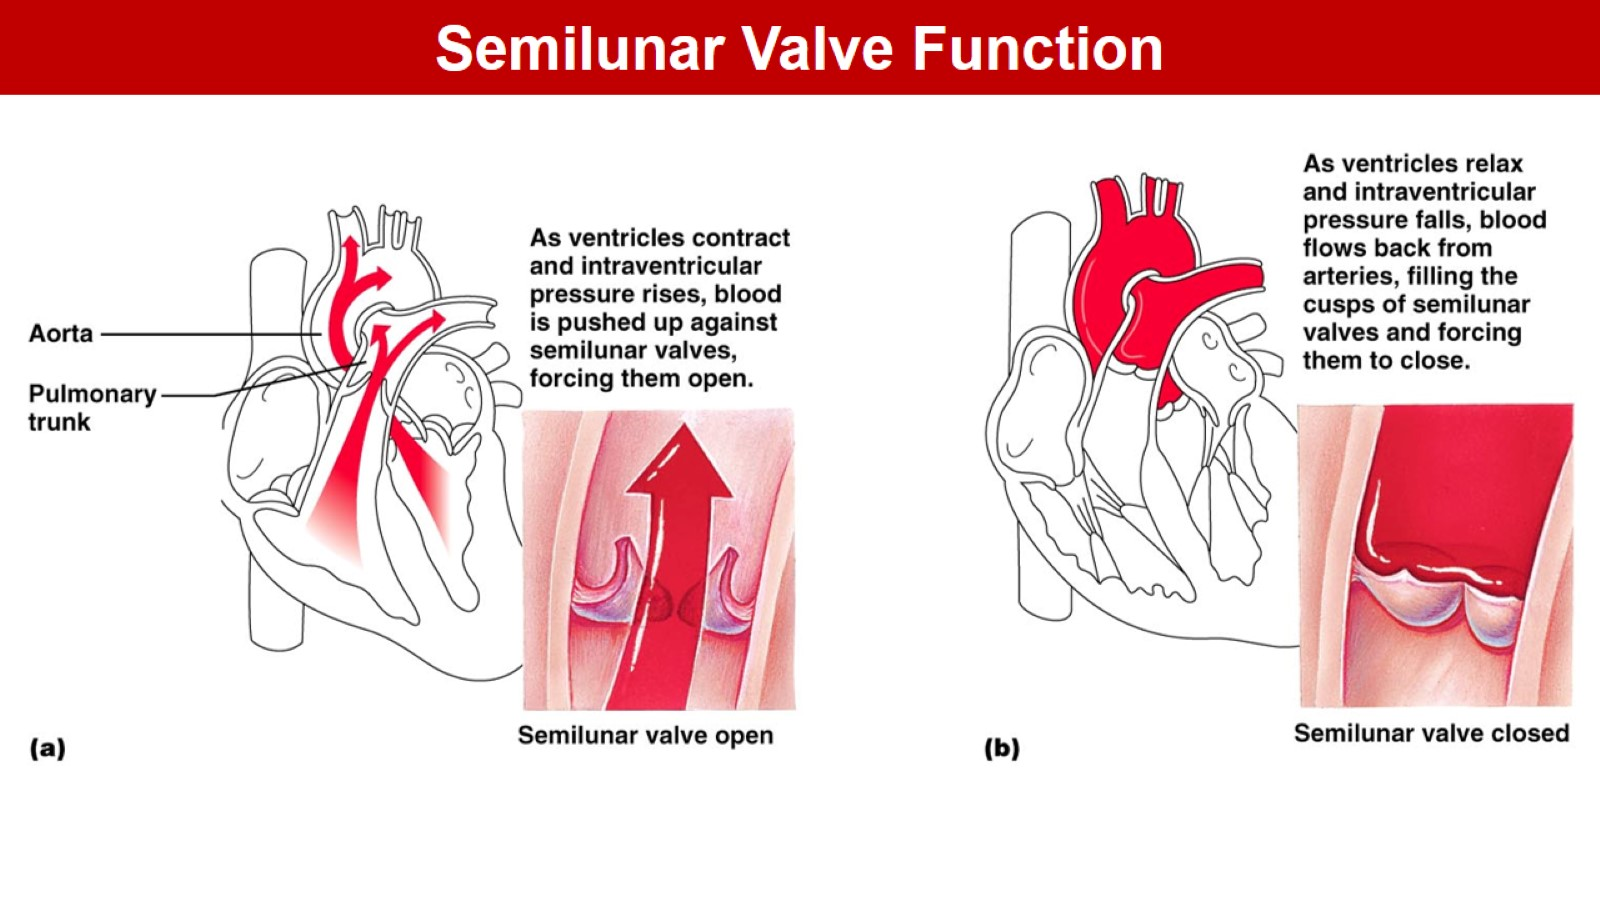 Semilunar Valve Function
Aorta
Pulmonary
trunk
As ventricles contract
and intraventricular
pressure rises, blood
is pushed up against
semilunar valves,
forcing them open.
Semilunar valve open
(a)
As ventricles relax
and intraventricular
pressure falls, blood
flows back from
arteries, filling the
cusps of semilunar
valves and forcing
them to close.
Semilunar valve closed
(b)